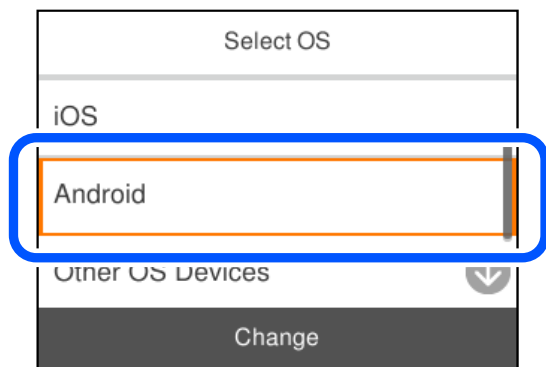 Select OS
iOS
Android
Other OS Devices
Change